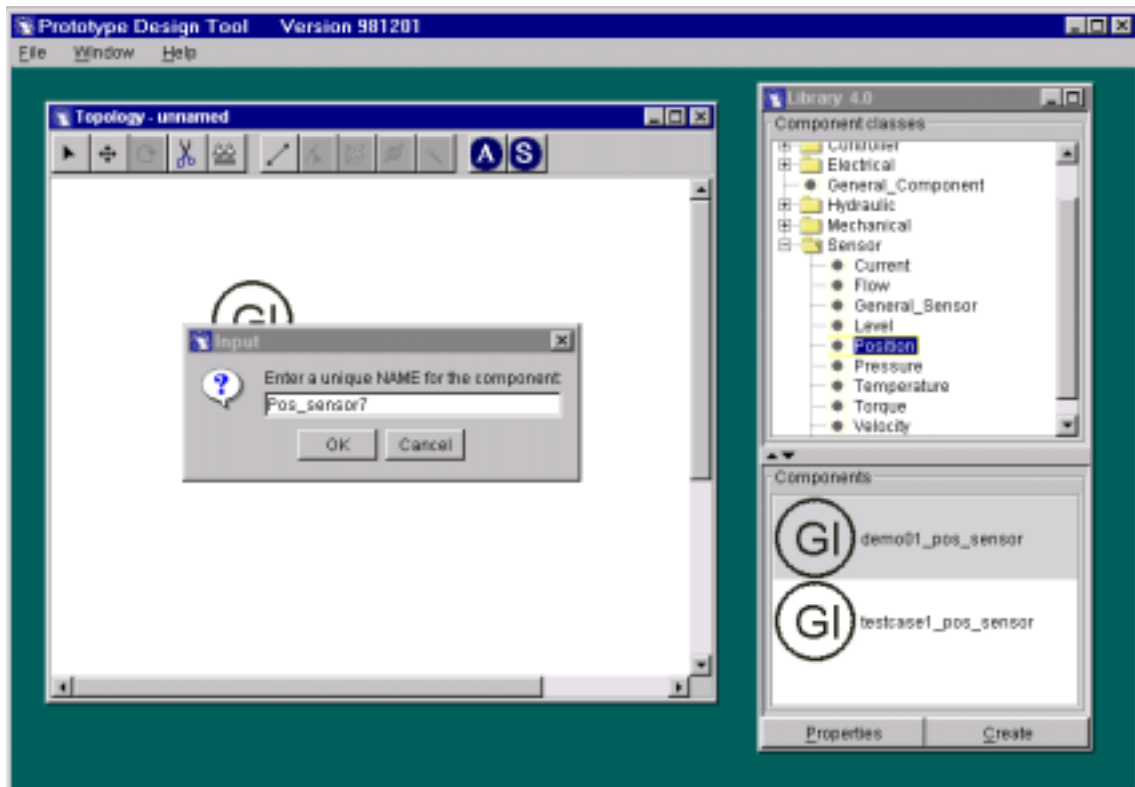 Prototype Design Tool Version 981201
File Window Help
Topology - unnamed
A S
GI
Input
Enter a unique NAME for the component:
Pos_sensor7
OK Cancel
Library 4.0
Component classes
Controller
Electrical
General_Component
Hydraulic
Mechanical
Sensor
Current
Flow
General_Sensor
Level
Position
Pressure
Temperature
Torque
Velocity
Components
GI demo01_pos_sensor
GI testcase1_pos_sensor
Properties Create